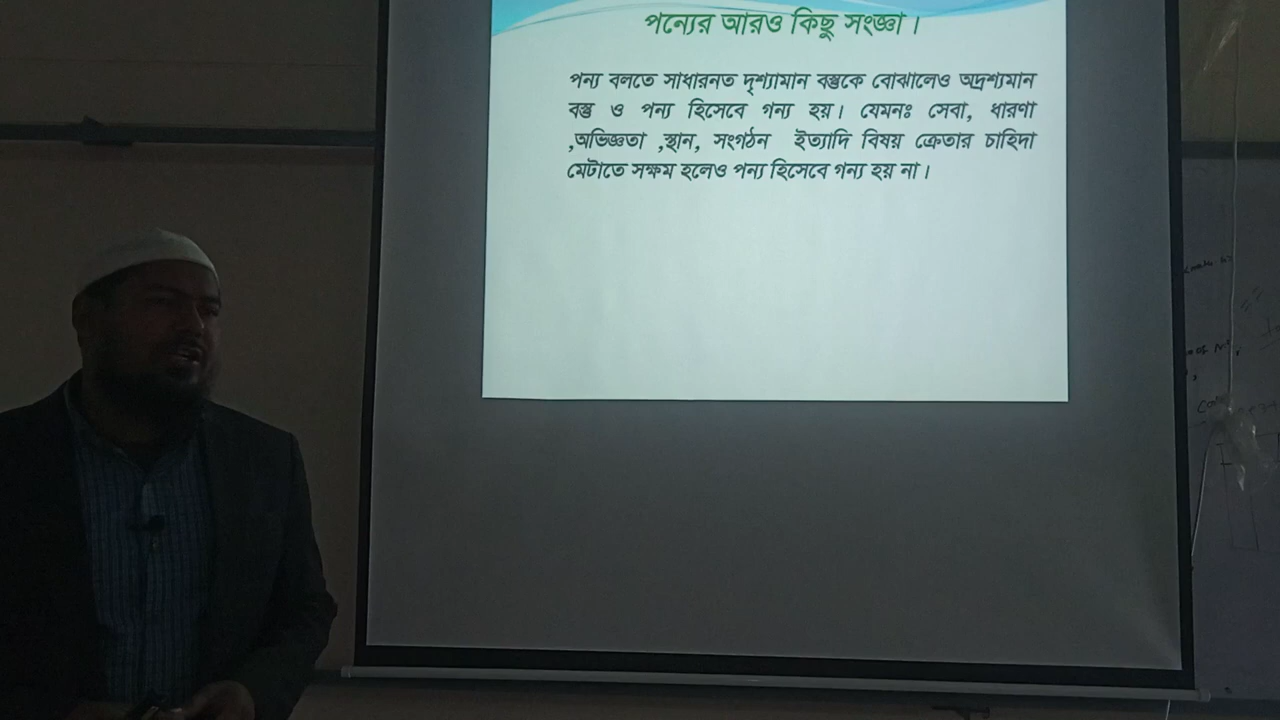 পন্যের আরও কিছু সংজ্ঞা ।
পন্য বলতে সাধারনত দৃশ্যামান বস্তুকে বোঝালেও অদ্রশ্যমান
বস্তু ও পন্য হিসেবে গন্য হয়। যেমনঃ সেবা, ধারণা
,অভিজ্ঞতা ,স্থান, সংগঠন ইত্যাদি বিষয় ক্রেতার চাহিদা
মেটাতে সক্ষম হলেও পন্য হিসেবে গন্য হয় না ।